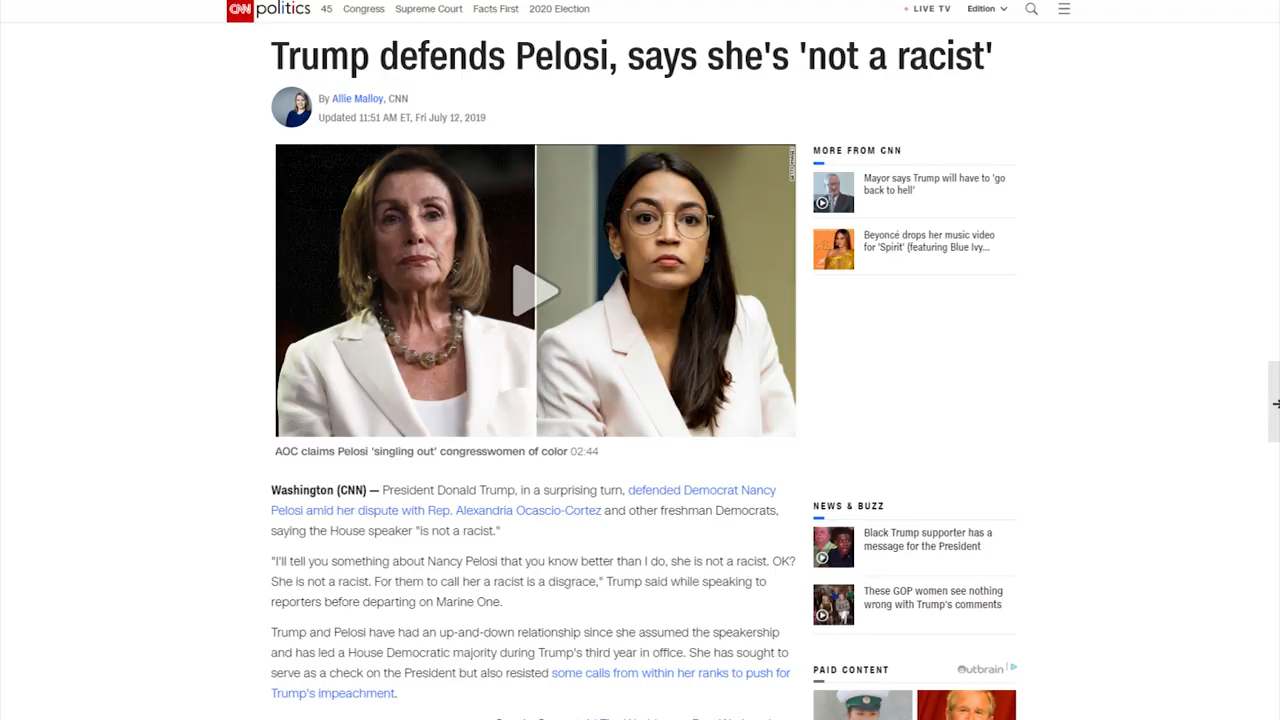 CNN politics 45 Congress Supreme Court Facts First 2020 Election LIVE TV Edition
Trump defends Pelosi, says she's 'not a racist'
By Allie Malloy, CNN
Updated 11:51 AM ET, Fri July 12, 2019
AOC claims Pelosi 'singling out' congresswomen of color 02:44
Washington (CNN) — President Donald Trump, in a surprising turn, defended Democrat Nancy
Pelosi amid her dispute with Rep. Alexandria Ocascio-Cortez and other freshman Democrats,
saying the House speaker "is not a racist."
"I'll tell you something about Nancy Pelosi that you know better than I do, she is not a racist. OK?
She is not a racist. For them to call her a racist is a disgrace," Trump said while speaking to
reporters before departing on Marine One.
Trump and Pelosi have had an up-and-down relationship since she assumed the speakership
and has led a House Democratic majority during Trump's third year in office. She has sought to
serve as a check on the President but also resisted some calls from within her ranks to push for
Trump's impeachment.
MORE FROM CNN
Mayor says Trump will have to 'go
back to hell'
Beyoncé drops her music video
for 'Spirit' (featuring Blue Ivy...
NEWS & BUZZ
Black Trump supporter has a
message for the President
These GOP women see nothing
wrong with Trump's comments
PAID CONTENT Outbrain